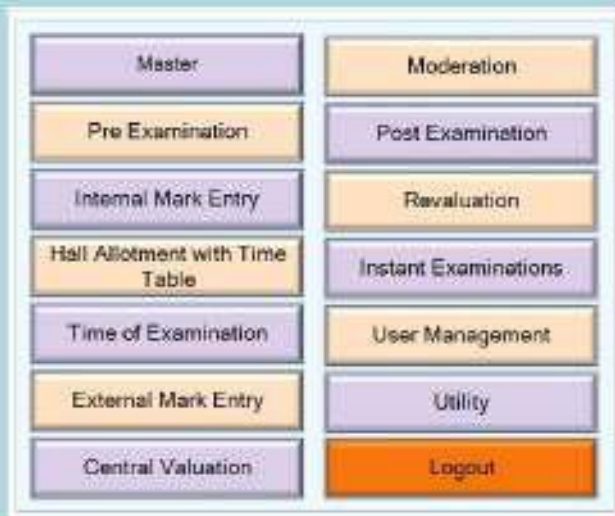 Master
Pre Examination
Internal Mark Entry
Hall Allotment with Time
Table
Time of Examination
External Mark Entry
Central Valuation
Moderation
Post Examination
Revaluation
Instant Examinations
User Management
Utility
Logout